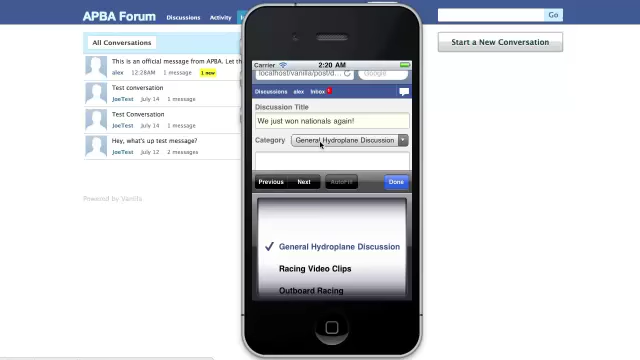 APBA Forum
Discussions
Activity
Go
All Conversations
Start a New Conversation
This is an official message from APBA. Let th
alex 12:28AM 1 message 1 new
Test conversation
JoeTest July 14 1 message
Test Conversation
JoeTest July 14 1 message
Hey, what's up test message?
JoeTest July 12 2 messages
Powered by Vanilla
Carrier 2:20 AM
localhost/vanilla/post/d...
Google
Discussions alex Inbox
Discussion Title
We just won nationals again!
Category General Hydroplane Discussion
Previous Next AutoFill Done
✓ General Hydroplane Discussion
Racing Video Clips
Outboard Racing